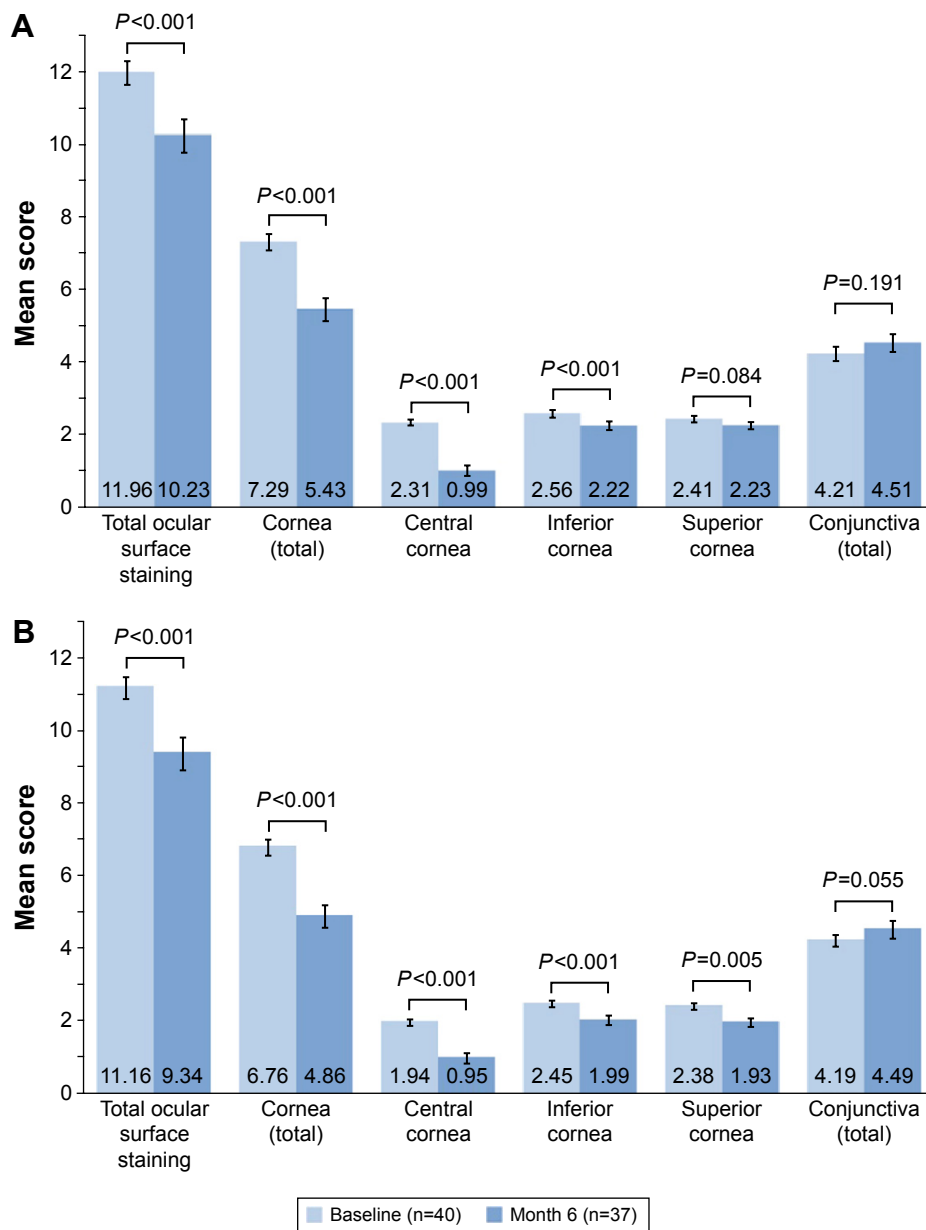 A
P<0.001
P<0.001
P<0.001
P<0.001
P=0.084
P=0.191
Mean score
12
10
8
6
4
2
0
11.96 10.23 7.29 5.43 2.31 0.99 2.56 2.22 2.41 2.23 4.21 4.51
Total ocular
surface
staining
Cornea
(total)
Central
cornea
Inferior
cornea
Superior
cornea
Conjunctiva
(total)
B
P<0.001
P<0.001
P<0.001
P<0.001
P=0.005
P=0.055
Mean score
12
10
8
6
4
2
0
11.16 9.34 6.76 4.86 1.94 0.95 2.45 1.99 2.38 1.93 4.19 4.49
Total ocular
surface
staining
Cornea
(total)
Central
cornea
Inferior
cornea
Superior
cornea
Conjunctiva
(total)
Baseline (n=40) Month 6 (n=37)